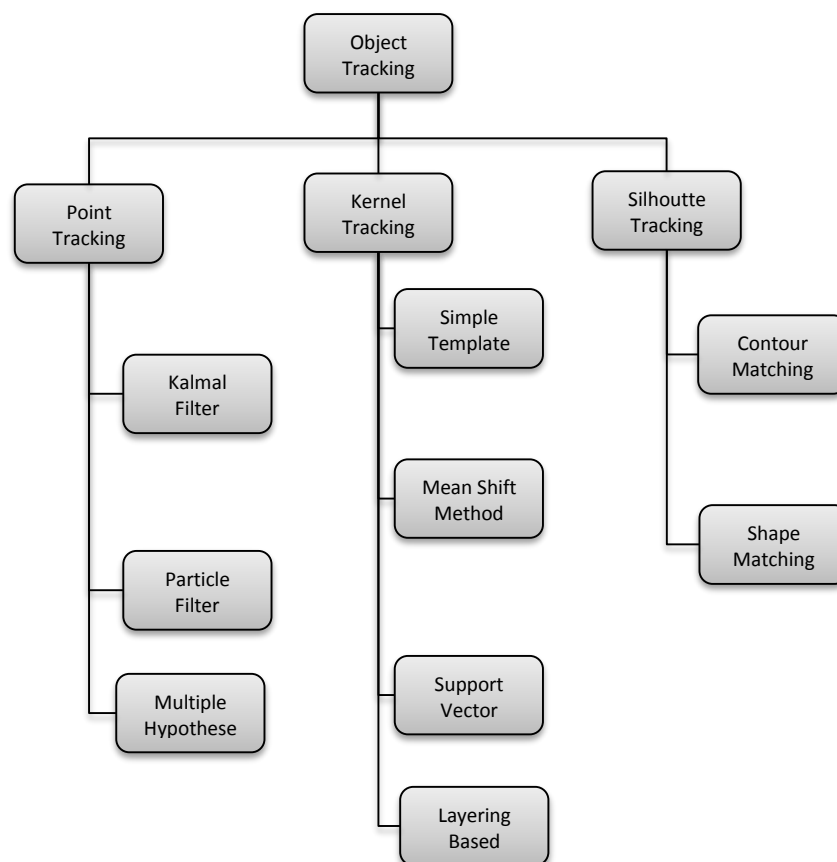 Object
Tracking
Point
Tracking
Kernel
Tracking
Silhoutte
Tracking
Kalmal
Filter
Particle
Filter
Multiple
Hypothese
Simple
Template
Mean Shift
Method
Support
Vector
Layering
Based
Contour
Matching
Shape
Matching